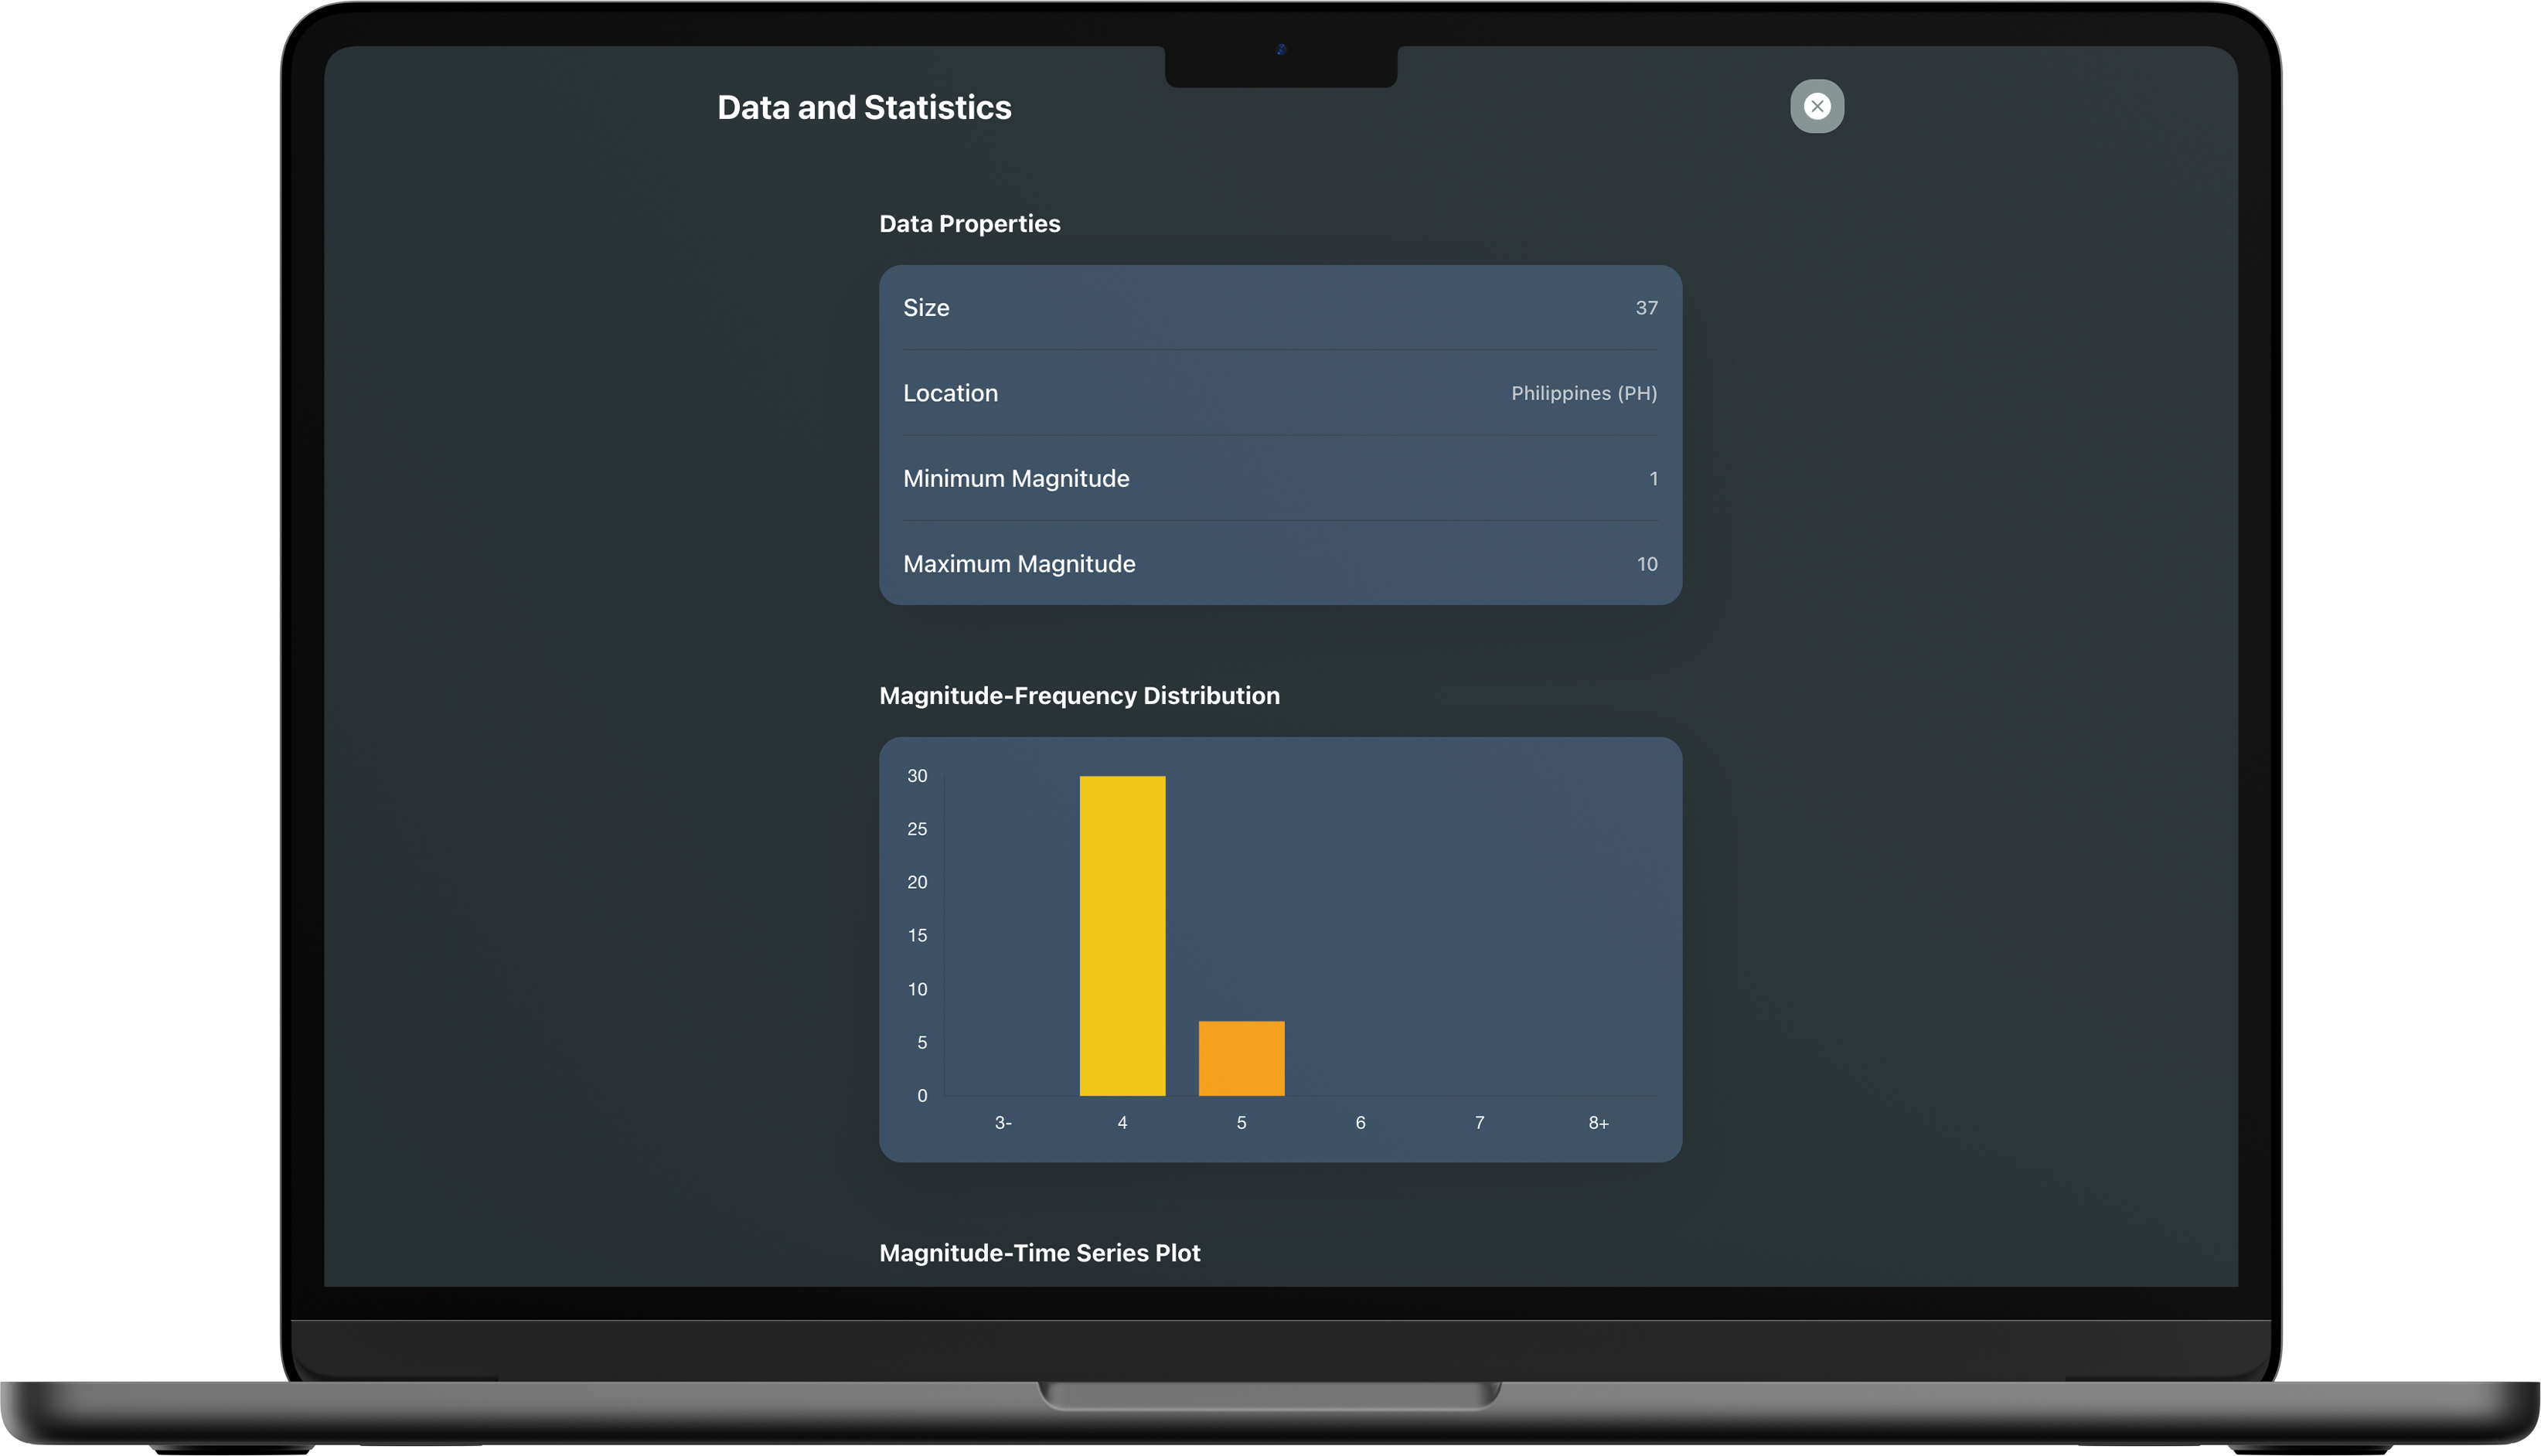 Data and Statistics
Data Properties
Size 37
Location Philippines (PH)
Minimum Magnitude 1
Maximum Magnitude 10
Magnitude-Frequency Distribution
30
25
20
15
10
5
0
3- 4 5 6 7 8+
Magnitude-Time Series Plot